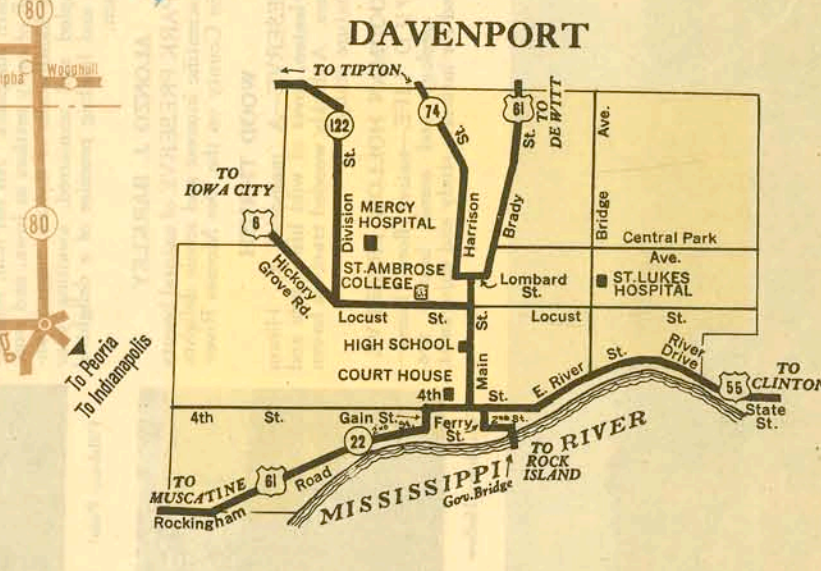 DAVENPORT
80
Woodhull
80
To Peoria
To Indianapolis
← TO TIPTON
122
74
61
TO
DEWITT
St.
St.
St.
Ave.
TO
IOWA CITY
6
Division
MERCY
HOSPITAL
Harrison
Brady
Bridge
Central Park
Ave.
Hickory
Grove Rd.
ST. AMBROSE
COLLEGE
Lombard
St.
ST. LUKES
HOSPITAL
Locust St.
Locust St.
HIGH SCHOOL
Main St.
COURT HOUSE
4th St.
E. River St.
River
Drive
TO
CLINTON
55
State
St.
4th St.
Gain St.
Ferry
St.
2nd St.
22
61
TO
MUSCATINE
Rockingham Road
TO
ROCK
ISLAND
MISSISSIPPI RIVER
Gov. Bridge